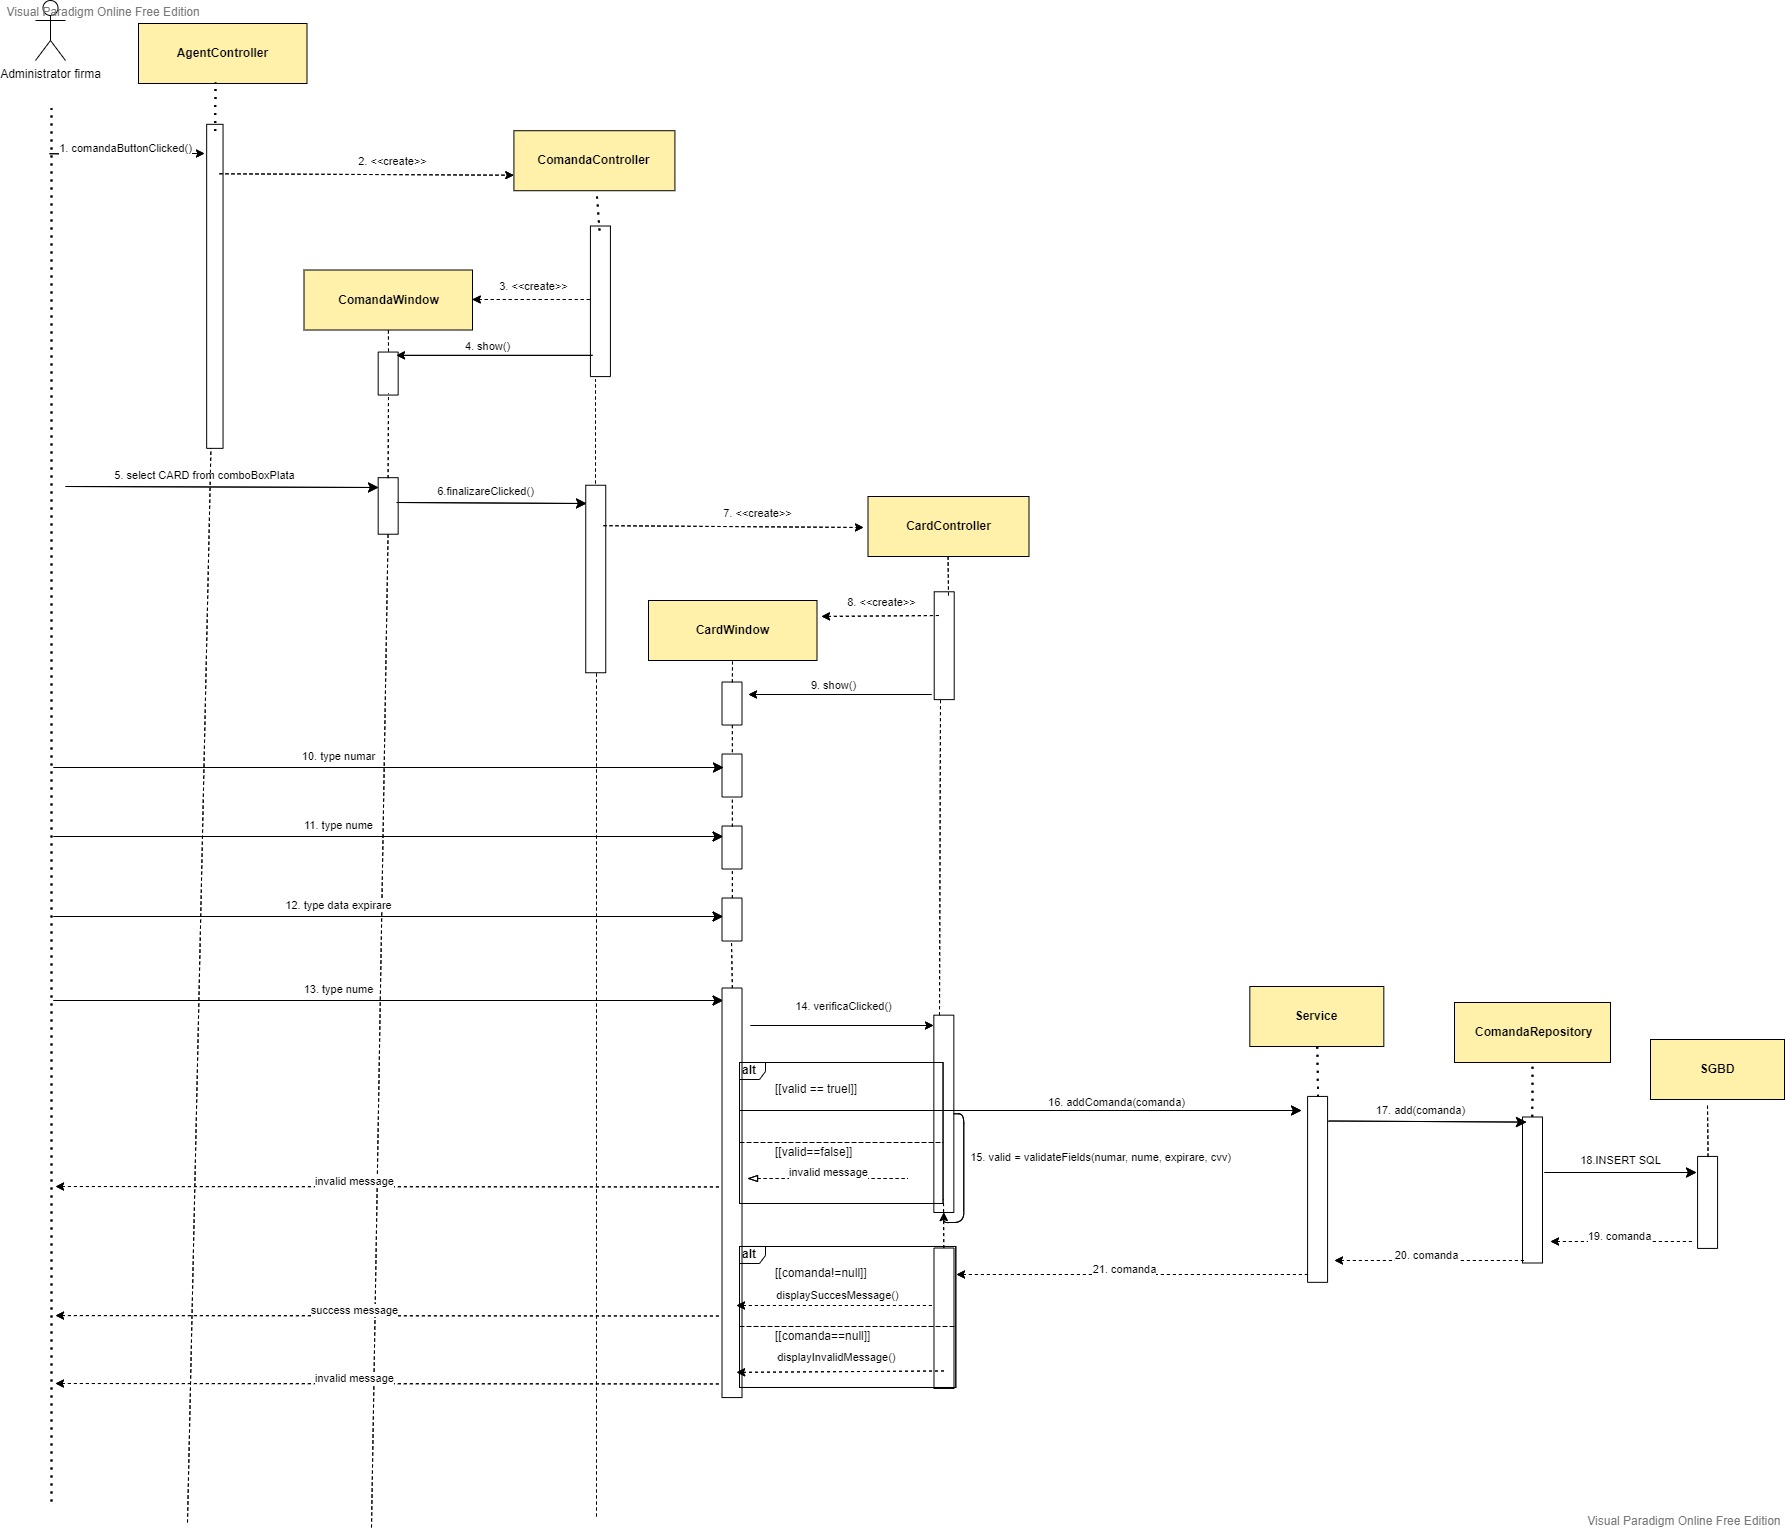 Visual Paradigm Online Free Edition
Administrator firma
AgentController
1. comandaButtonClicked()
2. <<create>>
ComandaController
3. <<create>>
ComandaWindow
4. show()
5. select CARD from comboBoxPlata
6.finalizareClicked()
7. <<create>>
CardController
8. <<create>>
CardWindow
9. show()
10. type numar
11. type nume
12. type data expirare
13. type nume
14. verificaClicked()
Service
ComandaRepository
SGBD
alt
[[valid == true]]
16. addComanda(comanda)
17. add(comanda)
[[valid==false]]
15. valid = validateFields(numar, nume, expirare, cvv)
18.INSERT SQL
invalid message
invalid message
19. comanda
20. comanda
21. comanda
alt
[[comanda!=null]]
displaySuccesMessage()
success message
[[comanda==null]]
displayInvalidMessage()
invalid message
Visual Paradigm Online Free Edition